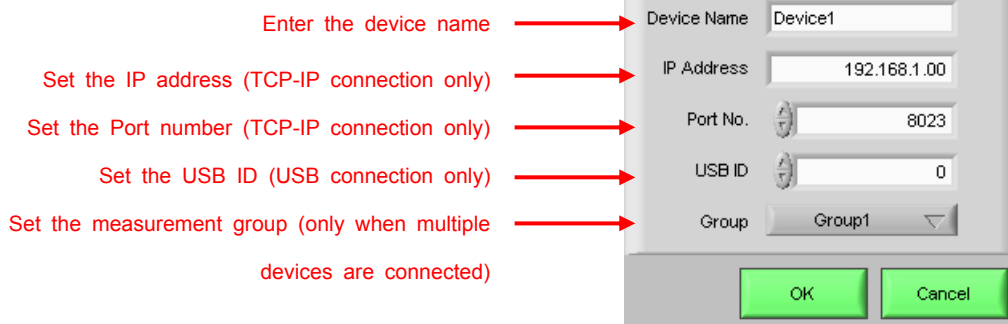 Enter the device name
Device Name
Device1
Set the IP address (TCP-IP connection only)
IP Address
192.168.1.00
Set the Port number (TCP-IP connection only)
Port No.
8023
Set the USB ID (USB connection only)
USB ID
0
Set the measurement group (only when multiple
devices are connected)
Group
Group1
OK
Cancel